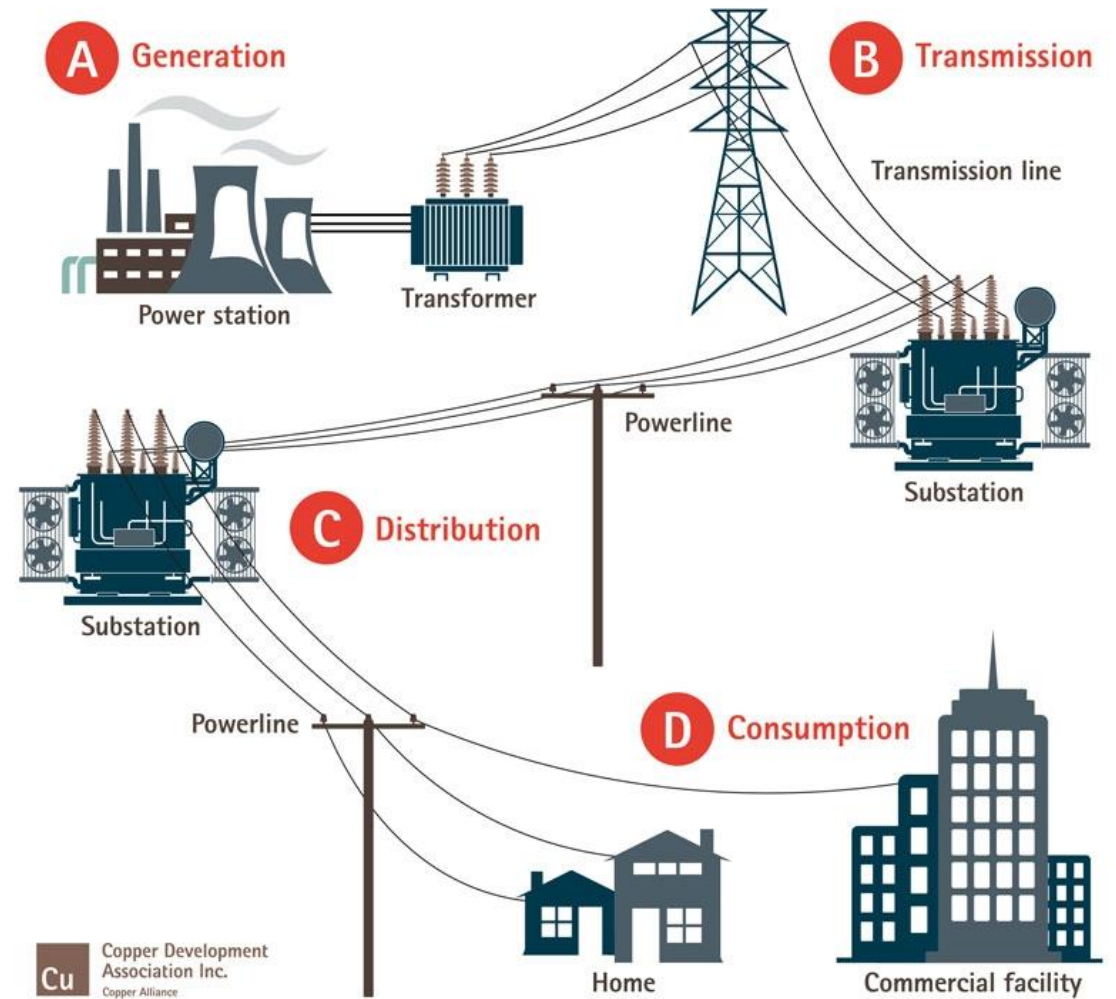 A Generation
B Transmission
Transmission line
Power station
Transformer
Powerline
Substation
C Distribution
Substation
Powerline
D Consumption
Cu
Copper Development
Association Inc.
Copper Alliance
Home
Commercial facility